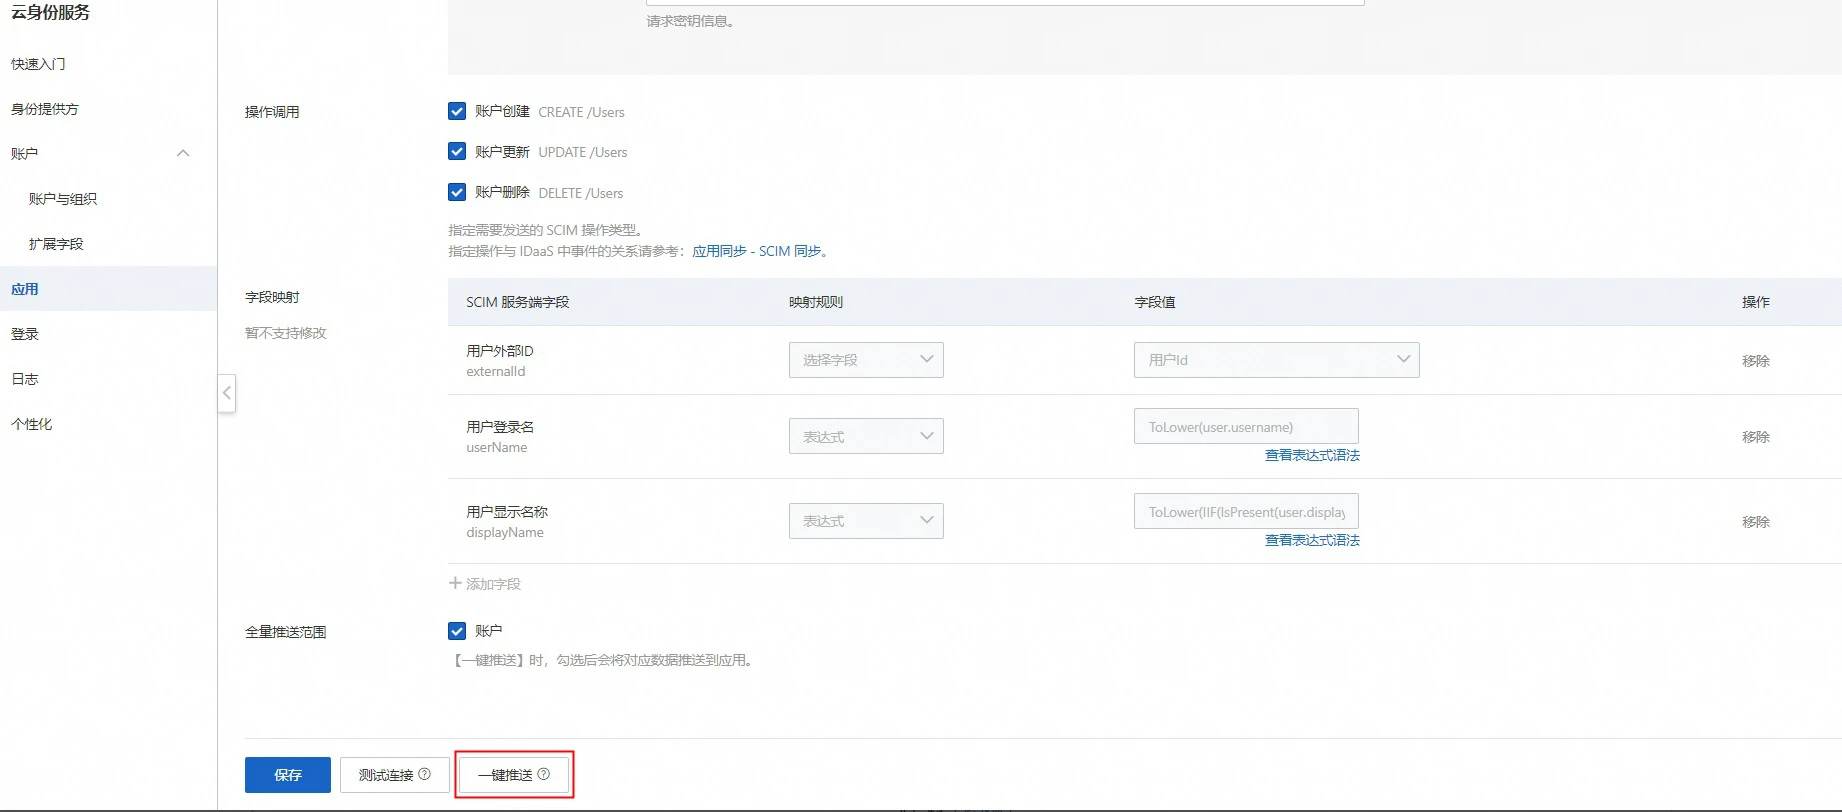 云身份服务
快速入门
身份提供方
账户
账户与组织
扩展字段
应用
登录
日志
个性化
请求密钥信息。
操作调用
账户创建 CREATE /Users
账户更新 UPDATE /Users
账户删除 DELETE /Users
指定需要发送的 SCIM 操作类型。
指定操作与 IDaaS 中事件的关系请参考：应用同步 - SCIM 同步。
字段映射
暂不支持修改
SCIM 服务端字段 映射规则 字段值 操作
用户外部ID
externalId
选择字段 用户Id 移除
用户登录名
userName
表达式 ToLower(user.username) 移除
查看表达式语法
用户显示名称
displayName
表达式 ToLower(IIF(IsPresent(user.display 移除
查看表达式语法
添加字段
全量推送范围
账户
【一键推送】时，勾选后会将对应数据推送到应用。
保存 测试连接 ? 一键推送 ?